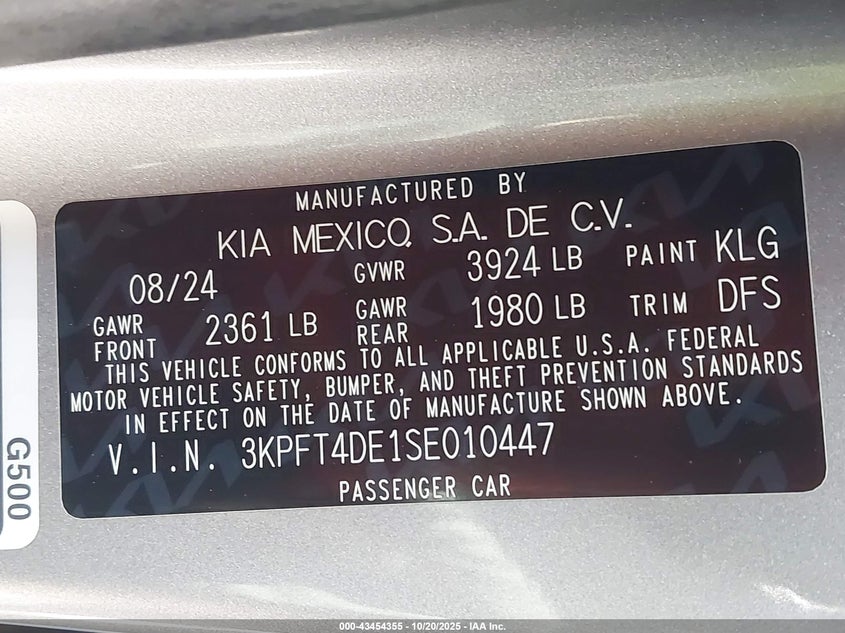 MANUFACTURED BY
KIA MEXICO, S.A. DE C.V.
08/24 GVWR 3924 LB PAINT KLG
GAWR FRONT 2361 LB GAWR REAR 1980 LB TRIM DFS
THIS VEHICLE CONFORMS TO ALL APPLICABLE U.S.A. FEDERAL
MOTOR VEHICLE SAFETY, BUMPER, AND THEFT PREVENTION STANDARDS
IN EFFECT ON THE DATE OF MANUFACTURE SHOWN ABOVE.
V.I.N. 3KPFT4DE1SE010447
PASSENGER CAR
G500
000-43454355 - 10/20/2025 - IAA Inc.